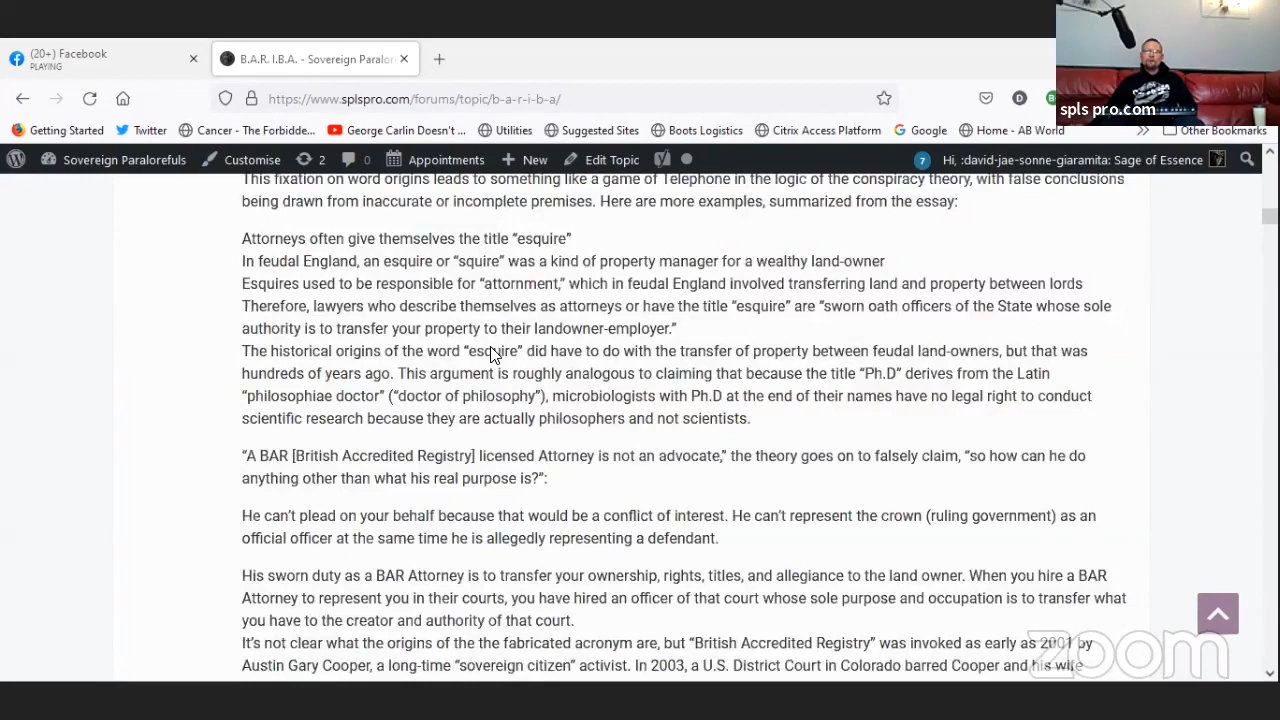 (20+) Facebook
PLAYING
B.A.R. I.B.A. - Sovereign Paralor
https://www.splspro.com/forums/topic/b-a-r-i-b-a/
spls pro.com
Getting Started
Twitter
Cancer - The Forbidde...
George Carlin Doesn't ...
Utilities
Suggested Sites
Boots Logistics
Citrix Access Platform
Google
Home - AB World
Other Bookmarks
Sovereign Paralorefuls
Customise
2
0
Appointments
New
Edit Topic
7
Hi, :david-jae-sonne-giaramita: Sage of Essence
This fixation on word origins leads to something like a game of Telephone in the logic of the conspiracy theory, with false conclusions
being drawn from inaccurate or incomplete premises. Here are more examples, summarized from the essay:
Attorneys often give themselves the title “esquire”
In feudal England, an esquire or “squire” was a kind of property manager for a wealthy land-owner
Esquires used to be responsible for “attornment,” which in feudal England involved transferring land and property between lords
Therefore, lawyers who describe themselves as attorneys or have the title “esquire” are “sworn oath officers of the State whose sole
authority is to transfer your property to their landowner-employer.”
The historical origins of the word “esquire” did have to do with the transfer of property between feudal land-owners, but that was
hundreds of years ago. This argument is roughly analogous to claiming that because the title “Ph.D” derives from the Latin
“philosophiae doctor” (“doctor of philosophy”), microbiologists with Ph.D at the end of their names have no legal right to conduct
scientific research because they are actually philosophers and not scientists.
“A BAR [British Accredited Registry] licensed Attorney is not an advocate,” the theory goes on to falsely claim, “so how can he do
anything other than what his real purpose is?”:
He can’t plead on your behalf because that would be a conflict of interest. He can’t represent the crown (ruling government) as an
official officer at the same time he is allegedly representing a defendant.
His sworn duty as a BAR Attorney is to transfer your ownership, rights, titles, and allegiance to the land owner. When you hire a BAR
Attorney to represent you in their courts, you have hired an officer of that court whose sole purpose and occupation is to transfer what
you have to the creator and authority of that court.
It’s not clear what the origins of the the fabricated acronym are, but “British Accredited Registry” was invoked as early as 2001 by
Austin Gary Cooper, a long-time “sovereign citizen” activist. In 2003, a U.S. District Court in Colorado barred Cooper and his wife
zoom